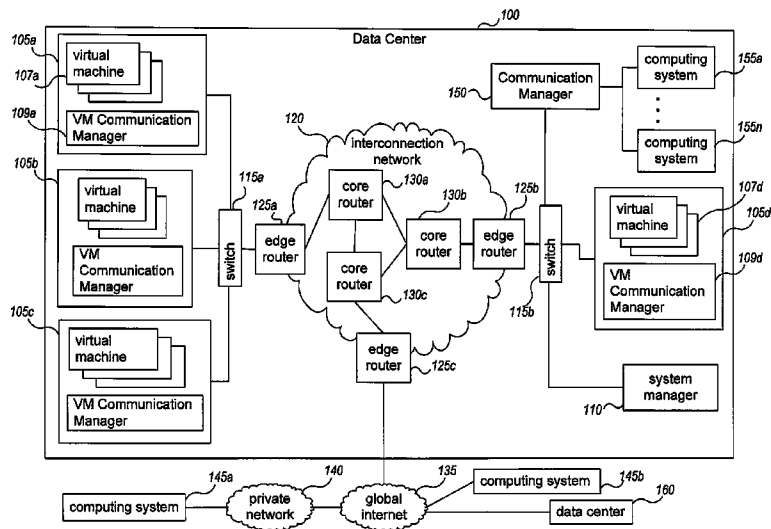 100
Data Center
105a
107a
virtual
machine
109a
VM Communication
Manager
105b
virtual
machine
VM
Communication
Manager
105c
virtual
machine
VM Communication
Manager
115a
switch
120
interconnection
network
125a
edge
router
130a
core
router
130b
core
router
130c
core
router
125b
edge
router
125c
edge
router
115b
switch
150
Communication
Manager
computing
system
155a
computing
system
155n
virtual
machine
107d
105d
VM
Communication
Manager
109d
system
manager
110
computing system
145a
private
network
140
global
internet
135
computing system
145b
data center
160